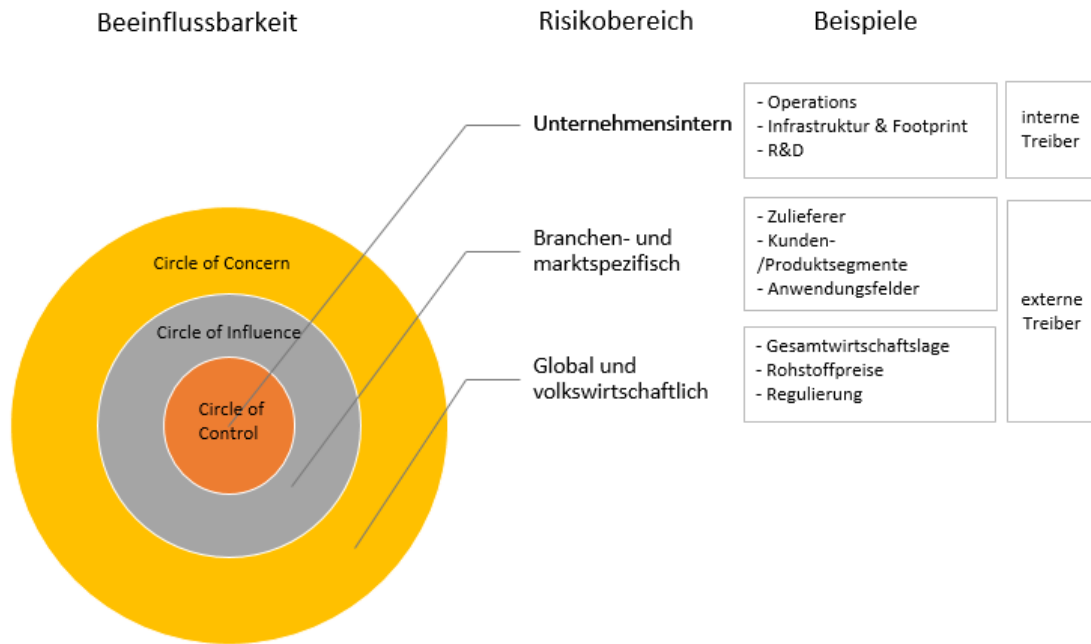 Beeinflussbarkeit
Risikobereich
Beispiele
Unternehmensintern
- Operations
- Infrastruktur & Footprint
- R&D
interne
Treiber
Circle of Concern
Circle of Influence
Circle of
Control
Branchen- und
marktspezifisch
- Zulieferer
- Kunden-
/Produktsegmente
- Anwendungsfelder
externe
Treiber
Global und
volkswirtschaftlich
- Gesamtwirtschaftslage
- Rohstoffpreise
- Regulierung